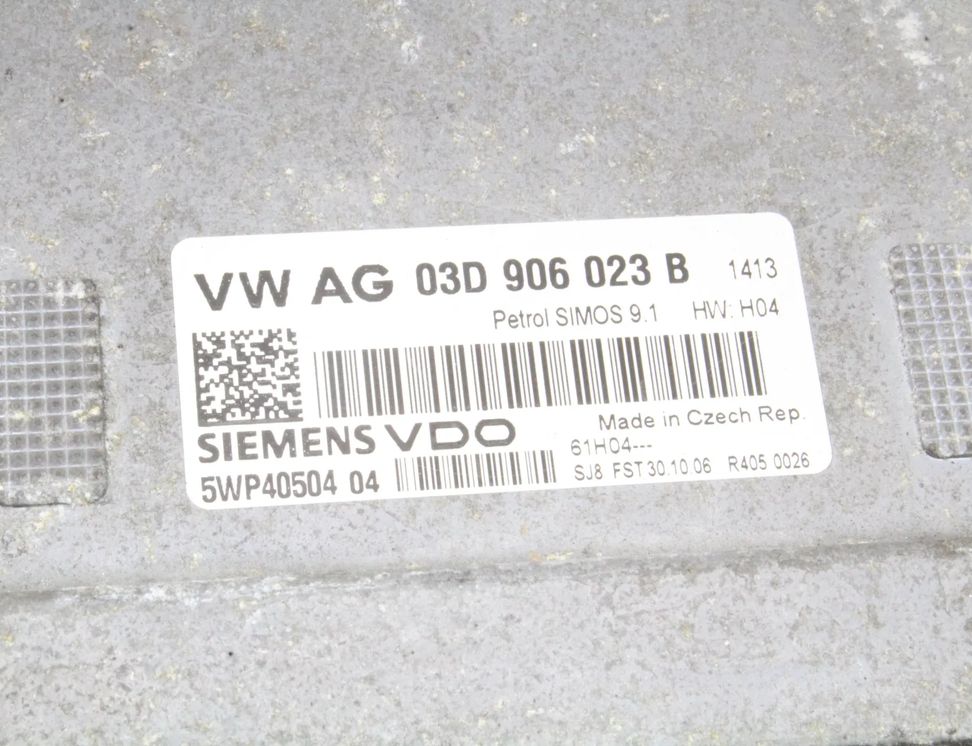 VW AG 03D 906 023 B 1413
Petrol SIMOS 9.1 HW: H04
Made in Czech Rep.
SIEMENS VDO 61H04---
5WP40504 04 SJ8 FST 30.10.06 R405 0026